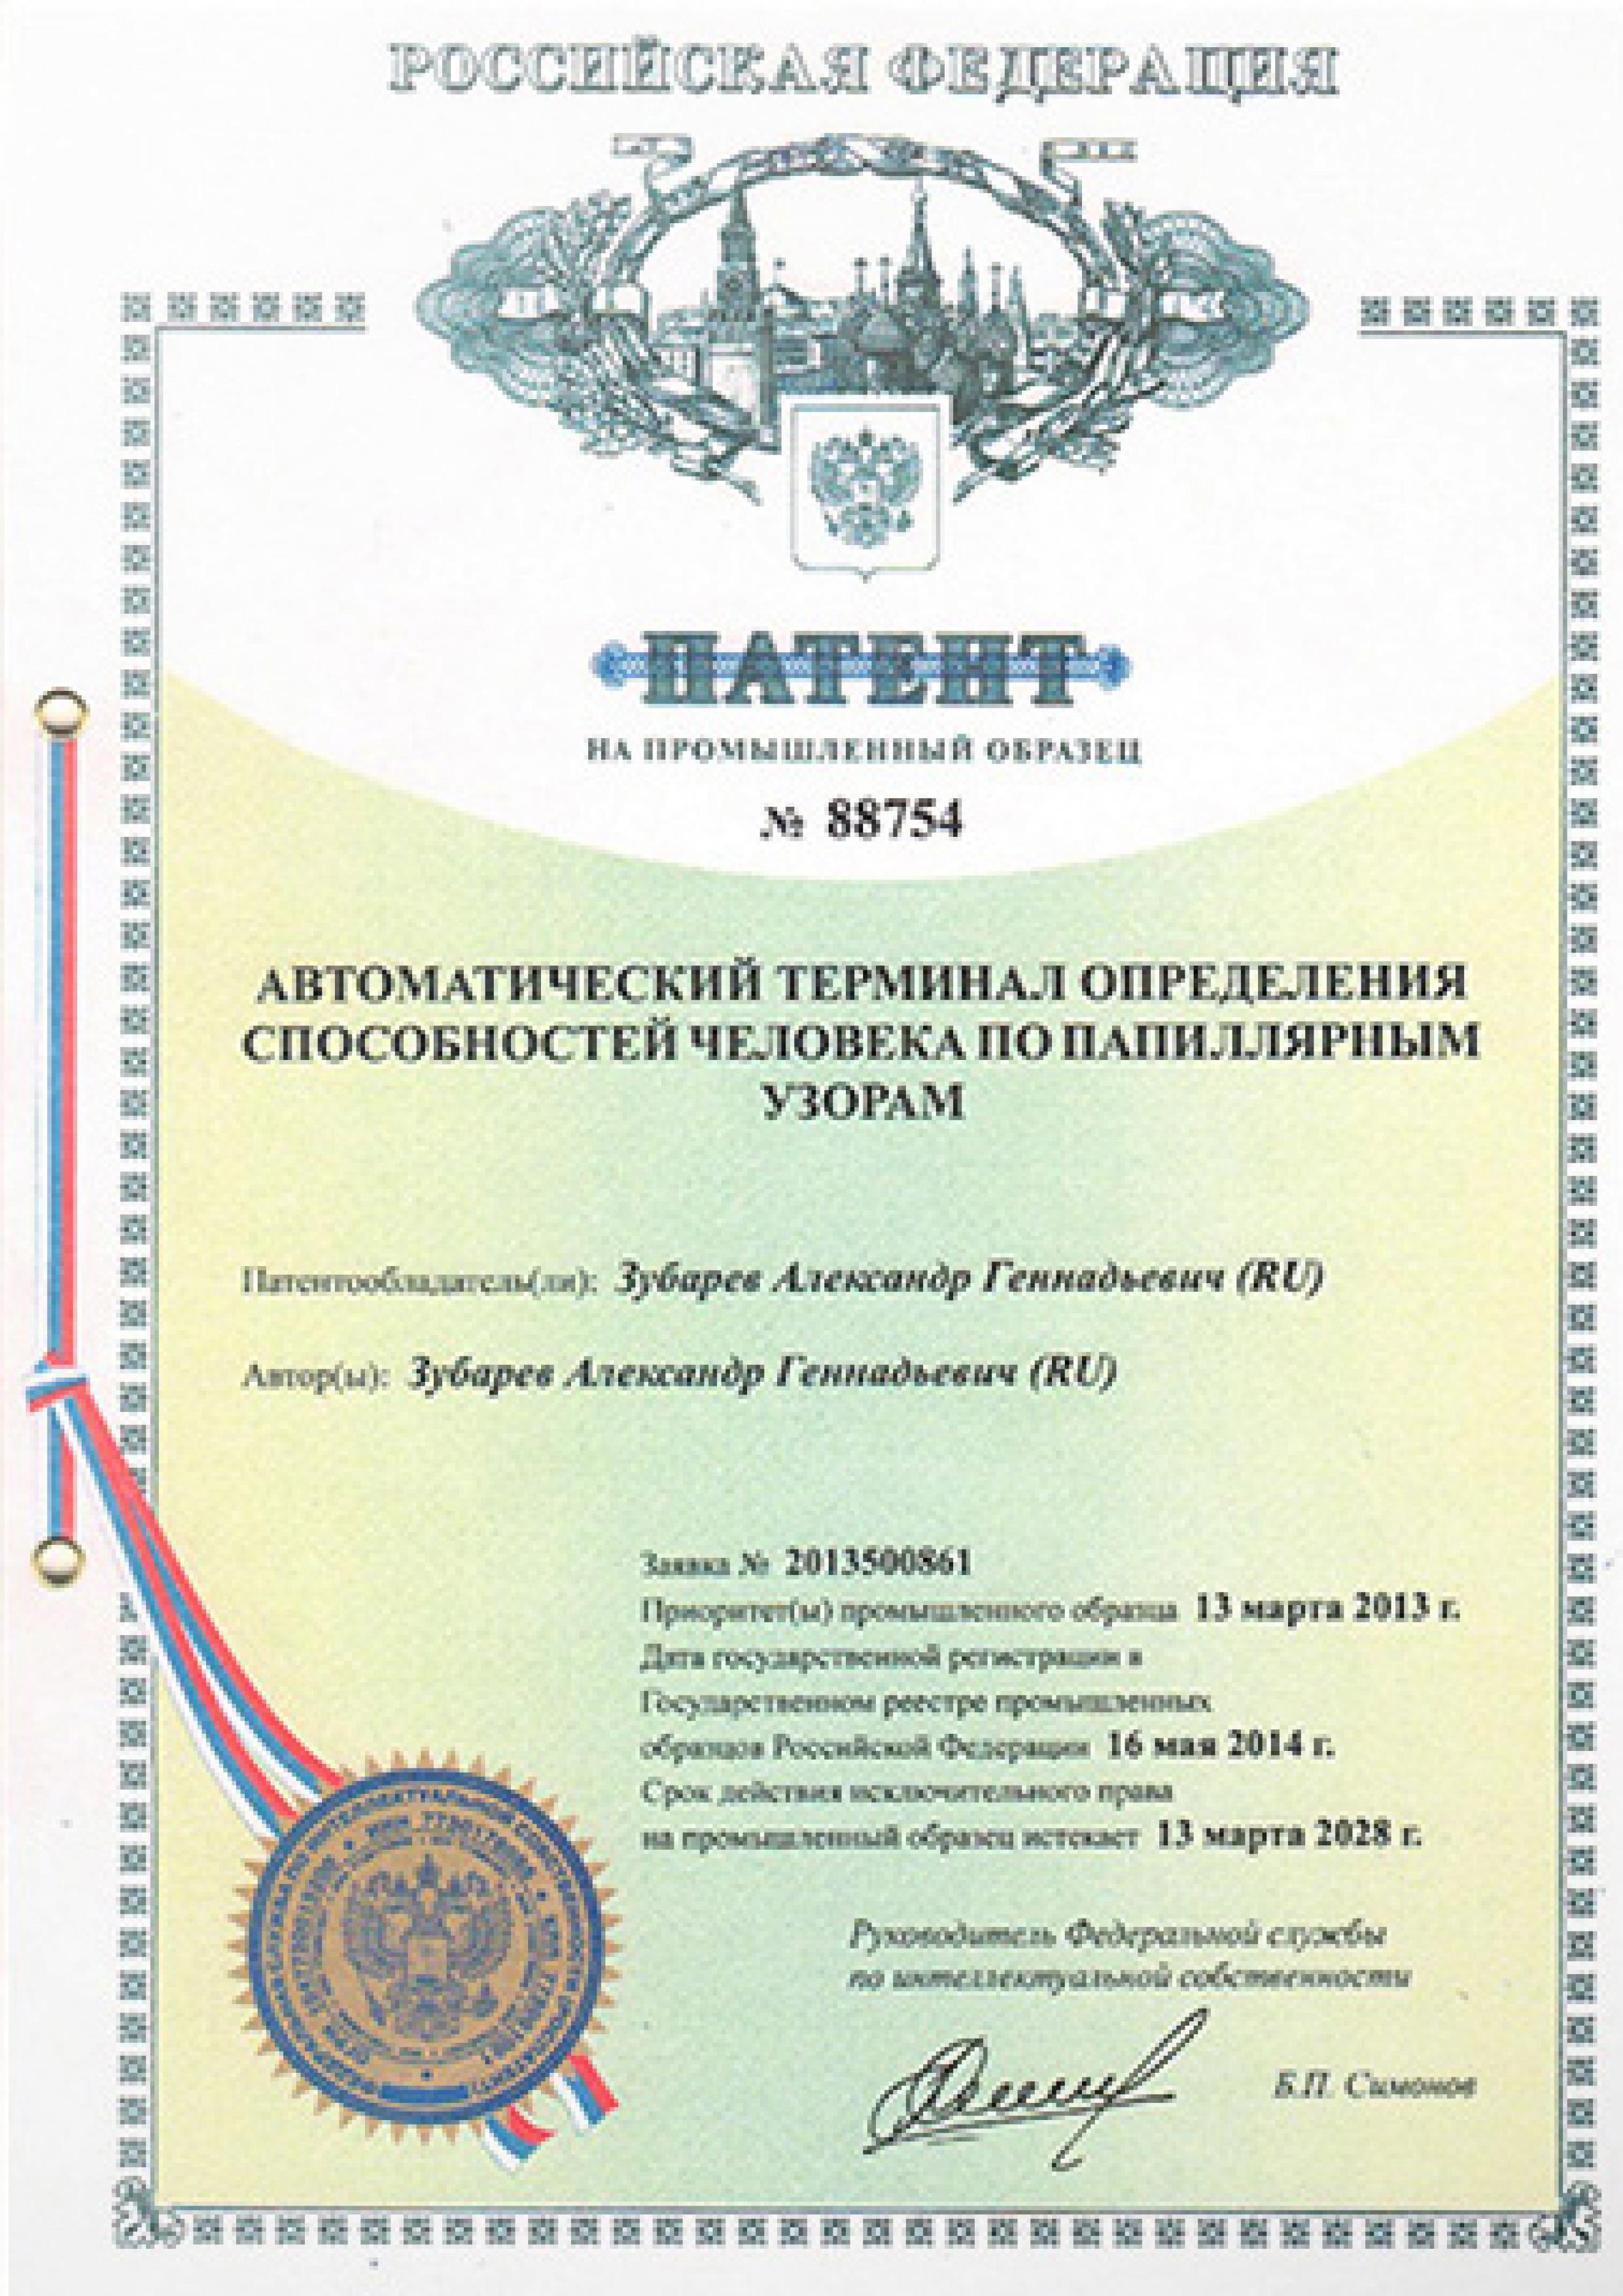 РОССИЙСКАЯ ФЕДЕРАЦИЯ
ПАТЕНТ
НА ПРОМЫШЛЕННЫЙ ОБРАЗЕЦ
№ 88754
АВТОМАТИЧЕСКИЙ ТЕРМИНАЛ ОПРЕДЕЛЕНИЯ
СПОСОБНОСТЕЙ ЧЕЛОВЕКА ПО ПАПИЛЛЯРНЫМ
УЗОРАМ
Патентообладатель(ли): Зубарев Александр Геннадьевич (RU)
Автор(ы): Зубарев Александр Геннадьевич (RU)
Заявка № 2013500861
Приоритет(ы) промышленного образца 13 марта 2013 г.
Дата государственной регистрации в
Государственном реестре промышленных
образцов Российской Федерации 16 мая 2014 г.
Срок действия исключительного права
на промышленный образец истекает 13 марта 2028 г.
Руководитель Федеральной службы
по интеллектуальной собственности
Б.П. Симонов